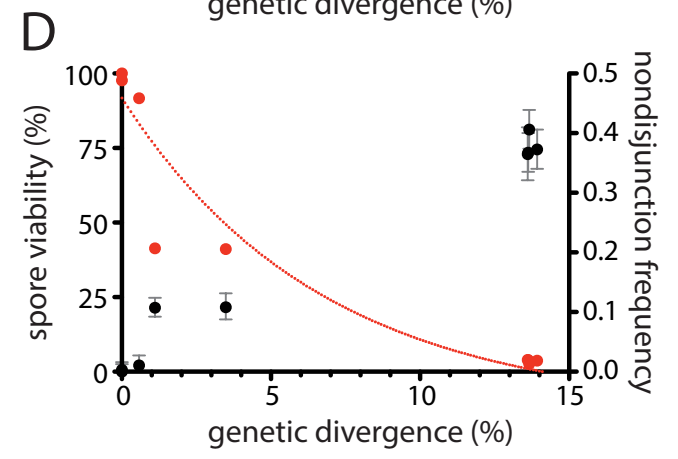 genetic divergence (%)
D
100
75
50
25
0
spore viability (%)
0.5
0.4
0.3
0.2
0.1
0.0
nondisjunction frequency
0 5 10 15
genetic divergence (%)